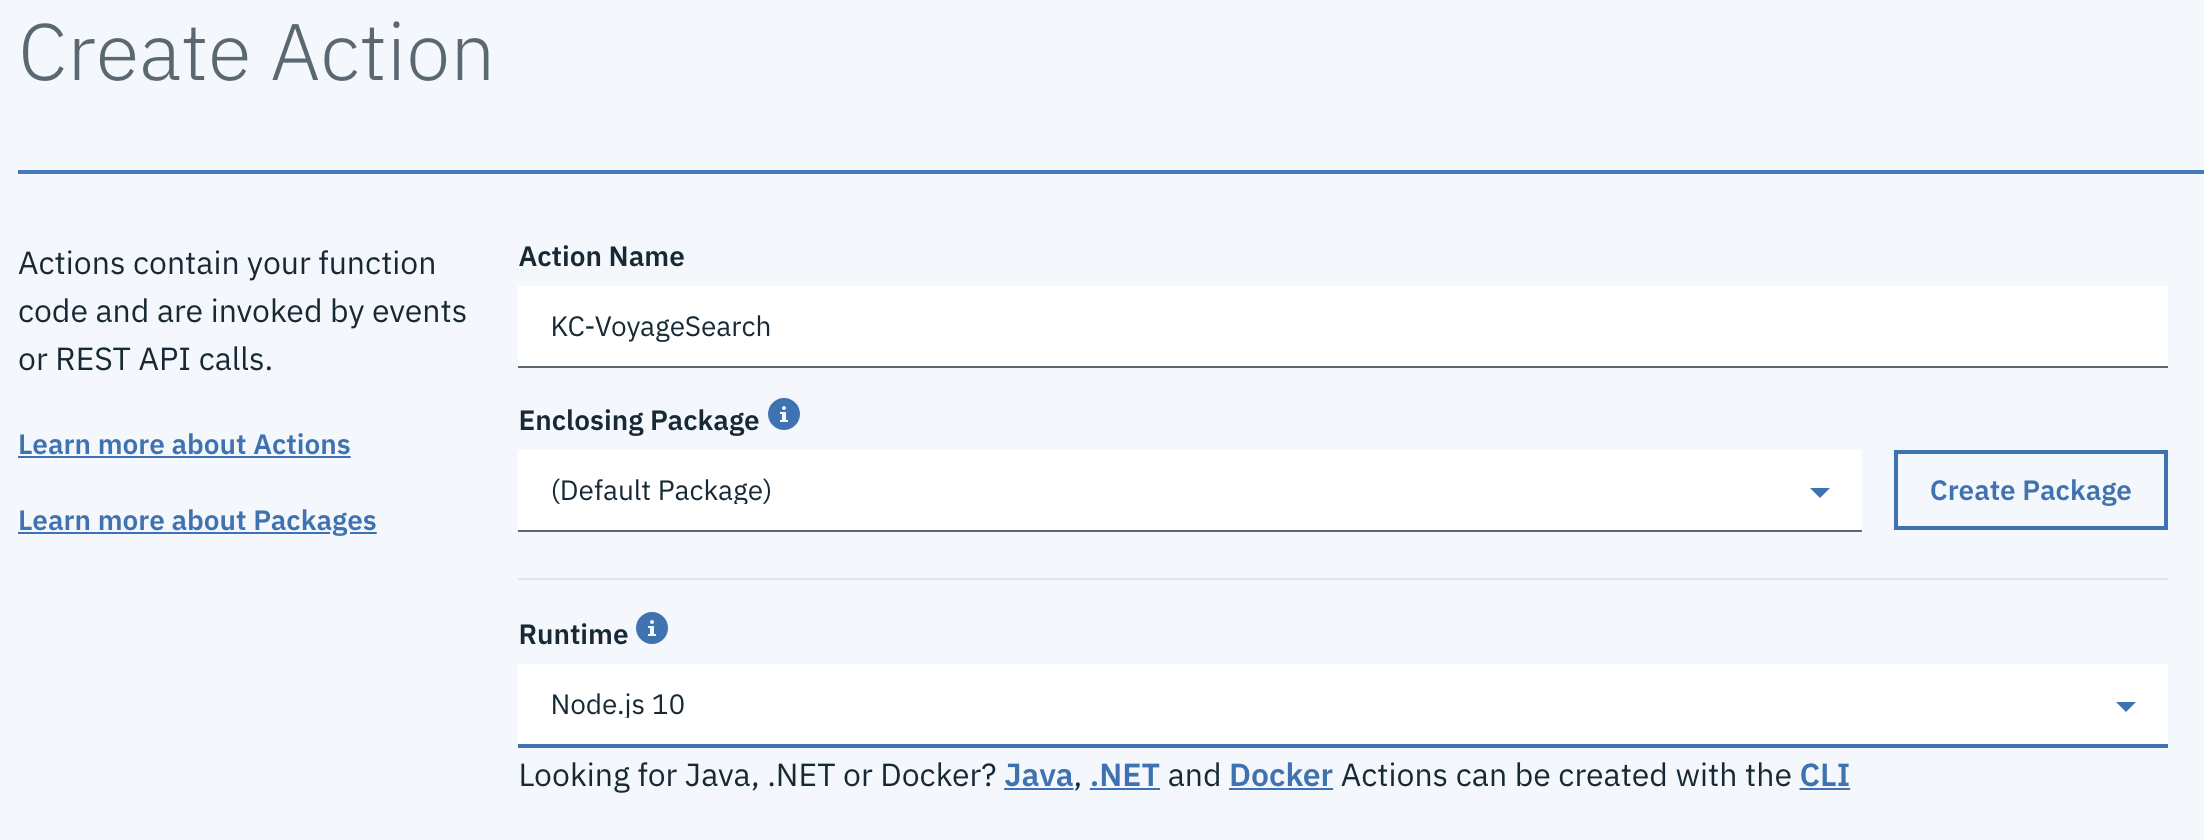 Create Action
Actions contain your function
code and are invoked by events
or REST API calls.
Learn more about Actions
Learn more about Packages
Action Name
KC-VoyageSearch
Enclosing Package
(Default Package)
Create Package
Runtime
Node.js 10
Looking for Java, .NET or Docker? Java, .NET and Docker Actions can be created with the CLI